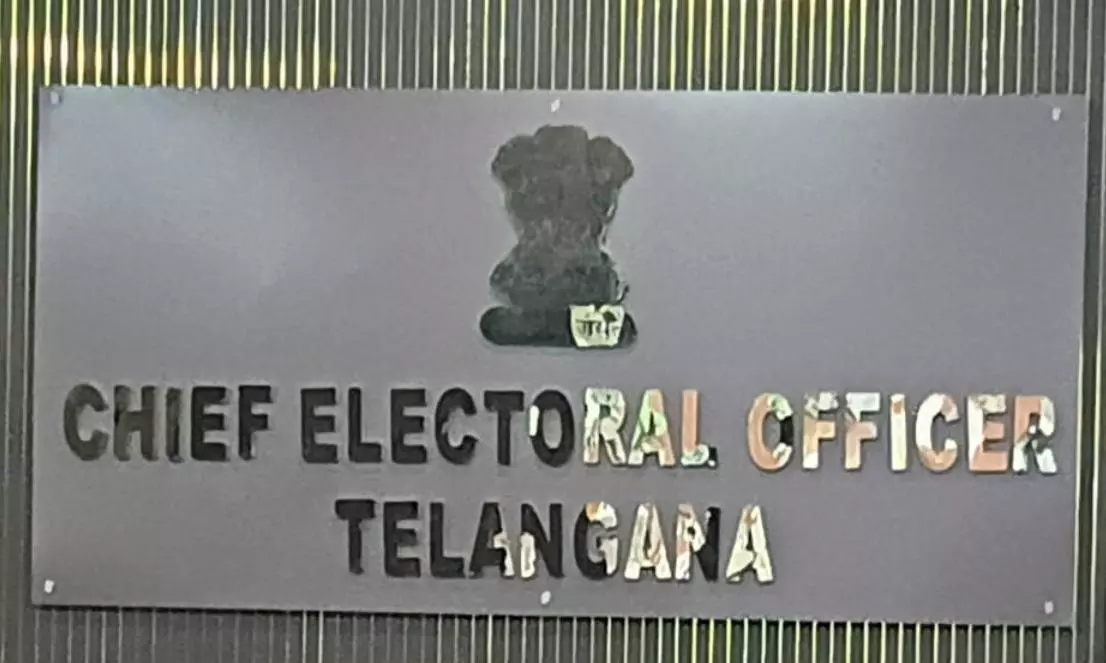 CHIEF ELECTORAL OFFICER
TELANGANA